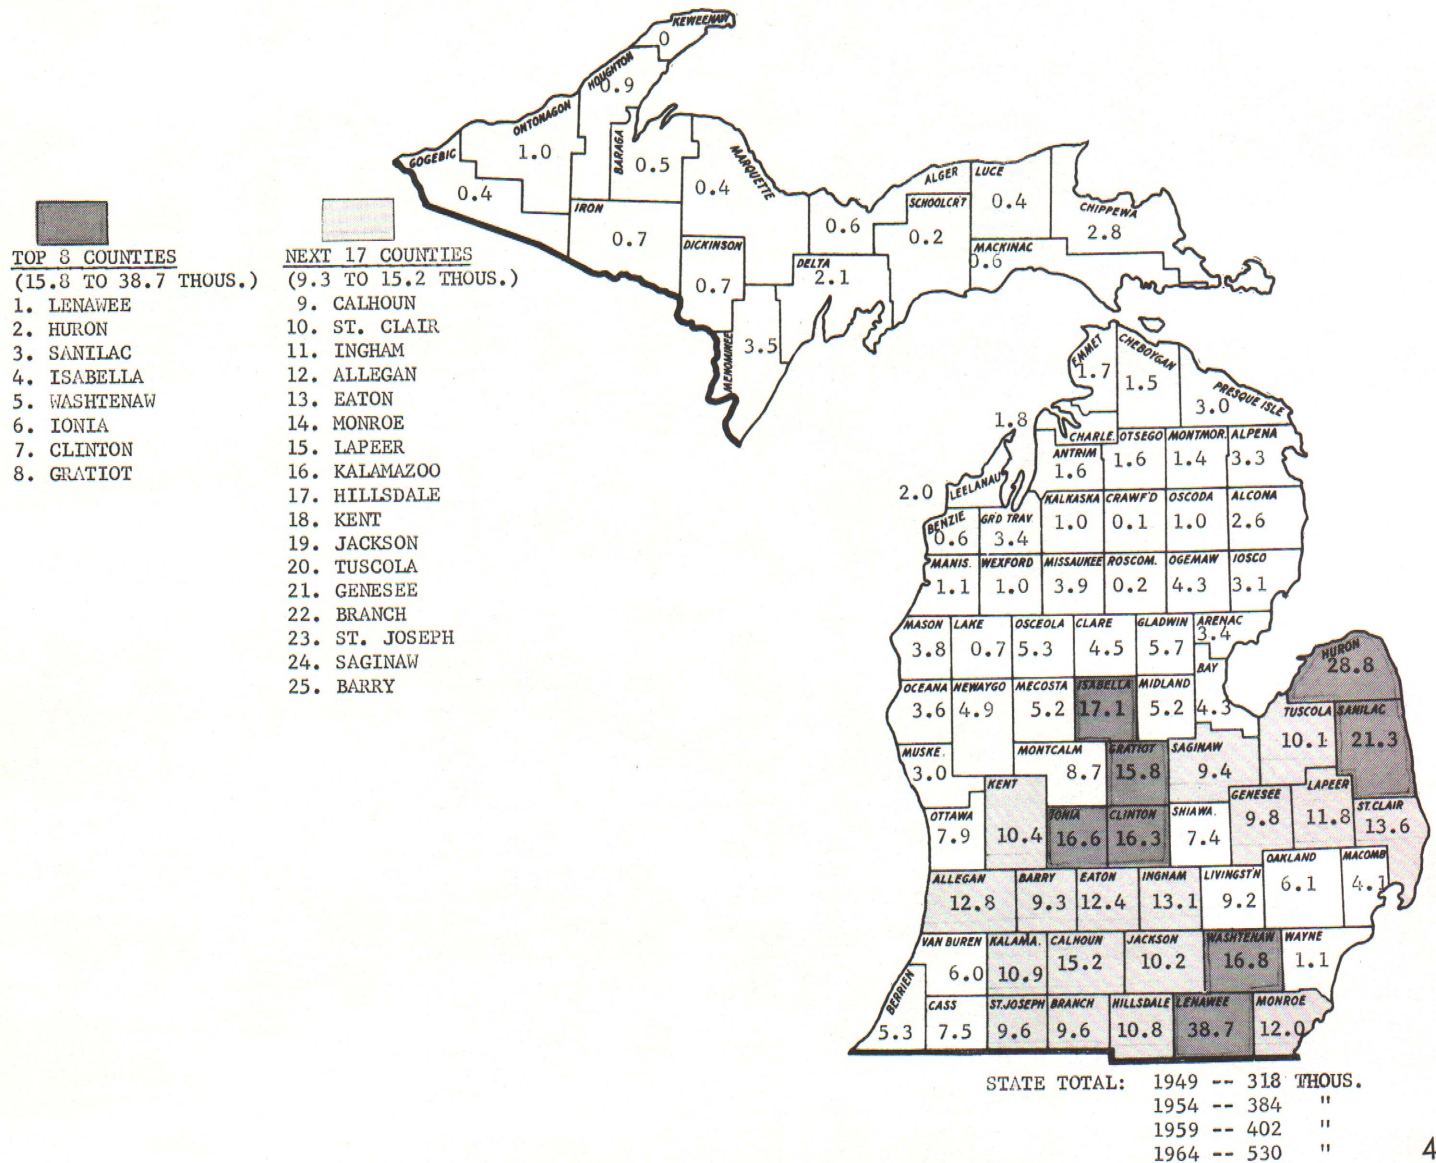 TOP 8 COUNTIES
(15.8 TO 38.7 THOUS.)
1. LENAWEE
2. HURON
3. SANILAC
4. ISABELLA
5. WASHTENAW
6. IONIA
7. CLINTON
8. GRATIOT
NEXT 17 COUNTIES
(9.3 TO 15.2 THOUS.)
9. CALHOUN
10. ST. CLAIR
11. INGHAM
12. ALLEGAN
13. EATON
14. MONROE
15. LAPEER
16. KALAMAZOO
17. HILLSDALE
18. KENT
19. JACKSON
20. TUSCOLA
21. GENESEE
22. BRANCH
23. ST. JOSEPH
24. SAGINAW
25. BARRY
KEWEENAW
0
HOUGHTON
0.9
ONTONAGON
1.0
GOGEBIC
0.4
BARAGA
0.5
MARQUETTE
0.4
IRON
0.7
DICKINSON
0.7
MENOMINEE
3.5
DELTA
2.1
ALGER
0.6
SCHOOLCR'T
0.2
LUCE
0.4
CHIPPEWA
2.8
MACKINAC
0.6
EMMET
1.7
CHEBOYGAN
1.5
PRESQUE ISLE
3.0
1.8
CHARLE. OTSEGO MONTMOR. ALPENA
ANTRIM
1.6 1.6 1.4 3.3
2.0 LEELANAU
KALKASKA CRAWF'D OSCODA ALCONA
1.0 0.1 1.0 2.6
BENZIE GR'D TRAV
0.6 3.4
MANIS. WEXFORD MISSAUKEE ROSCOM. OGEMAW IOSCO
1.1 1.0 3.9 0.2 4.3 3.1
MASON LAKE OSCEOLA CLARE GLADWIN ARENAC
3.8 0.7 5.3 4.5 5.7 3.4
HURON
28.8
BAY
4.3
OCEANA NEWAYGO MECOSTA ISABELLA MIDLAND
3.6 4.9 5.2 17.1 5.2
TUSCOLA SANILAC
10.1 21.3
MUSKE. MONTCALM GRATIOT SAGINAW
3.0 8.7 15.8 9.4
KENT
10.4
GENESEE LAPEER ST.CLAIR
9.8 11.8 13.6
OTTAWA IONIA CLINTON SHIAWA.
7.9 16.6 16.3 7.4
OAKLAND MACOMB
6.1 4.1
ALLEGAN BARRY EATON INGHAM LIVINGST'N
12.8 9.3 12.4 13.1 9.2
VAN BUREN KALAMA. CALHOUN JACKSON WASHTENAW WAYNE
6.0 10.9 15.2 10.2 16.8 1.1
BERRIEN CASS ST.JOSEPH BRANCH HILLSDALE LENAWEE MONROE
5.3 7.5 9.6 9.6 10.8 38.7 12.0
STATE TOTAL: 1949 -- 318 THOUS.
1954 -- 384 "
1959 -- 402 "
1964 -- 530 "
4